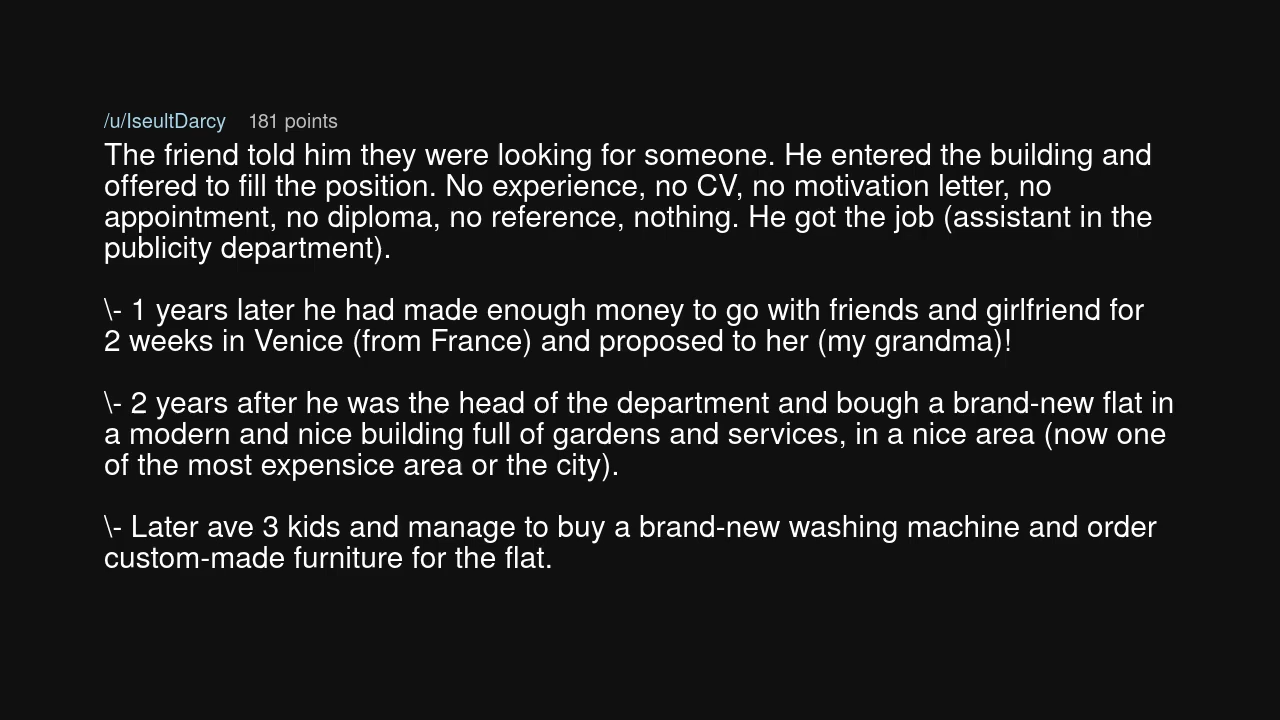 /u/IseultDarcy 181 points
The friend told him they were looking for someone. He entered the building and
offered to fill the position. No experience, no CV, no motivation letter, no
appointment, no diploma, no reference, nothing. He got the job (assistant in the
publicity department).
\- 1 years later he had made enough money to go with friends and girlfriend for
2 weeks in Venice (from France) and proposed to her (my grandma)!
\- 2 years after he was the head of the department and bough a brand-new flat in
a modern and nice building full of gardens and services, in a nice area (now one
of the most expensice area or the city).
\- Later ave 3 kids and manage to buy a brand-new washing machine and order
custom-made furniture for the flat.